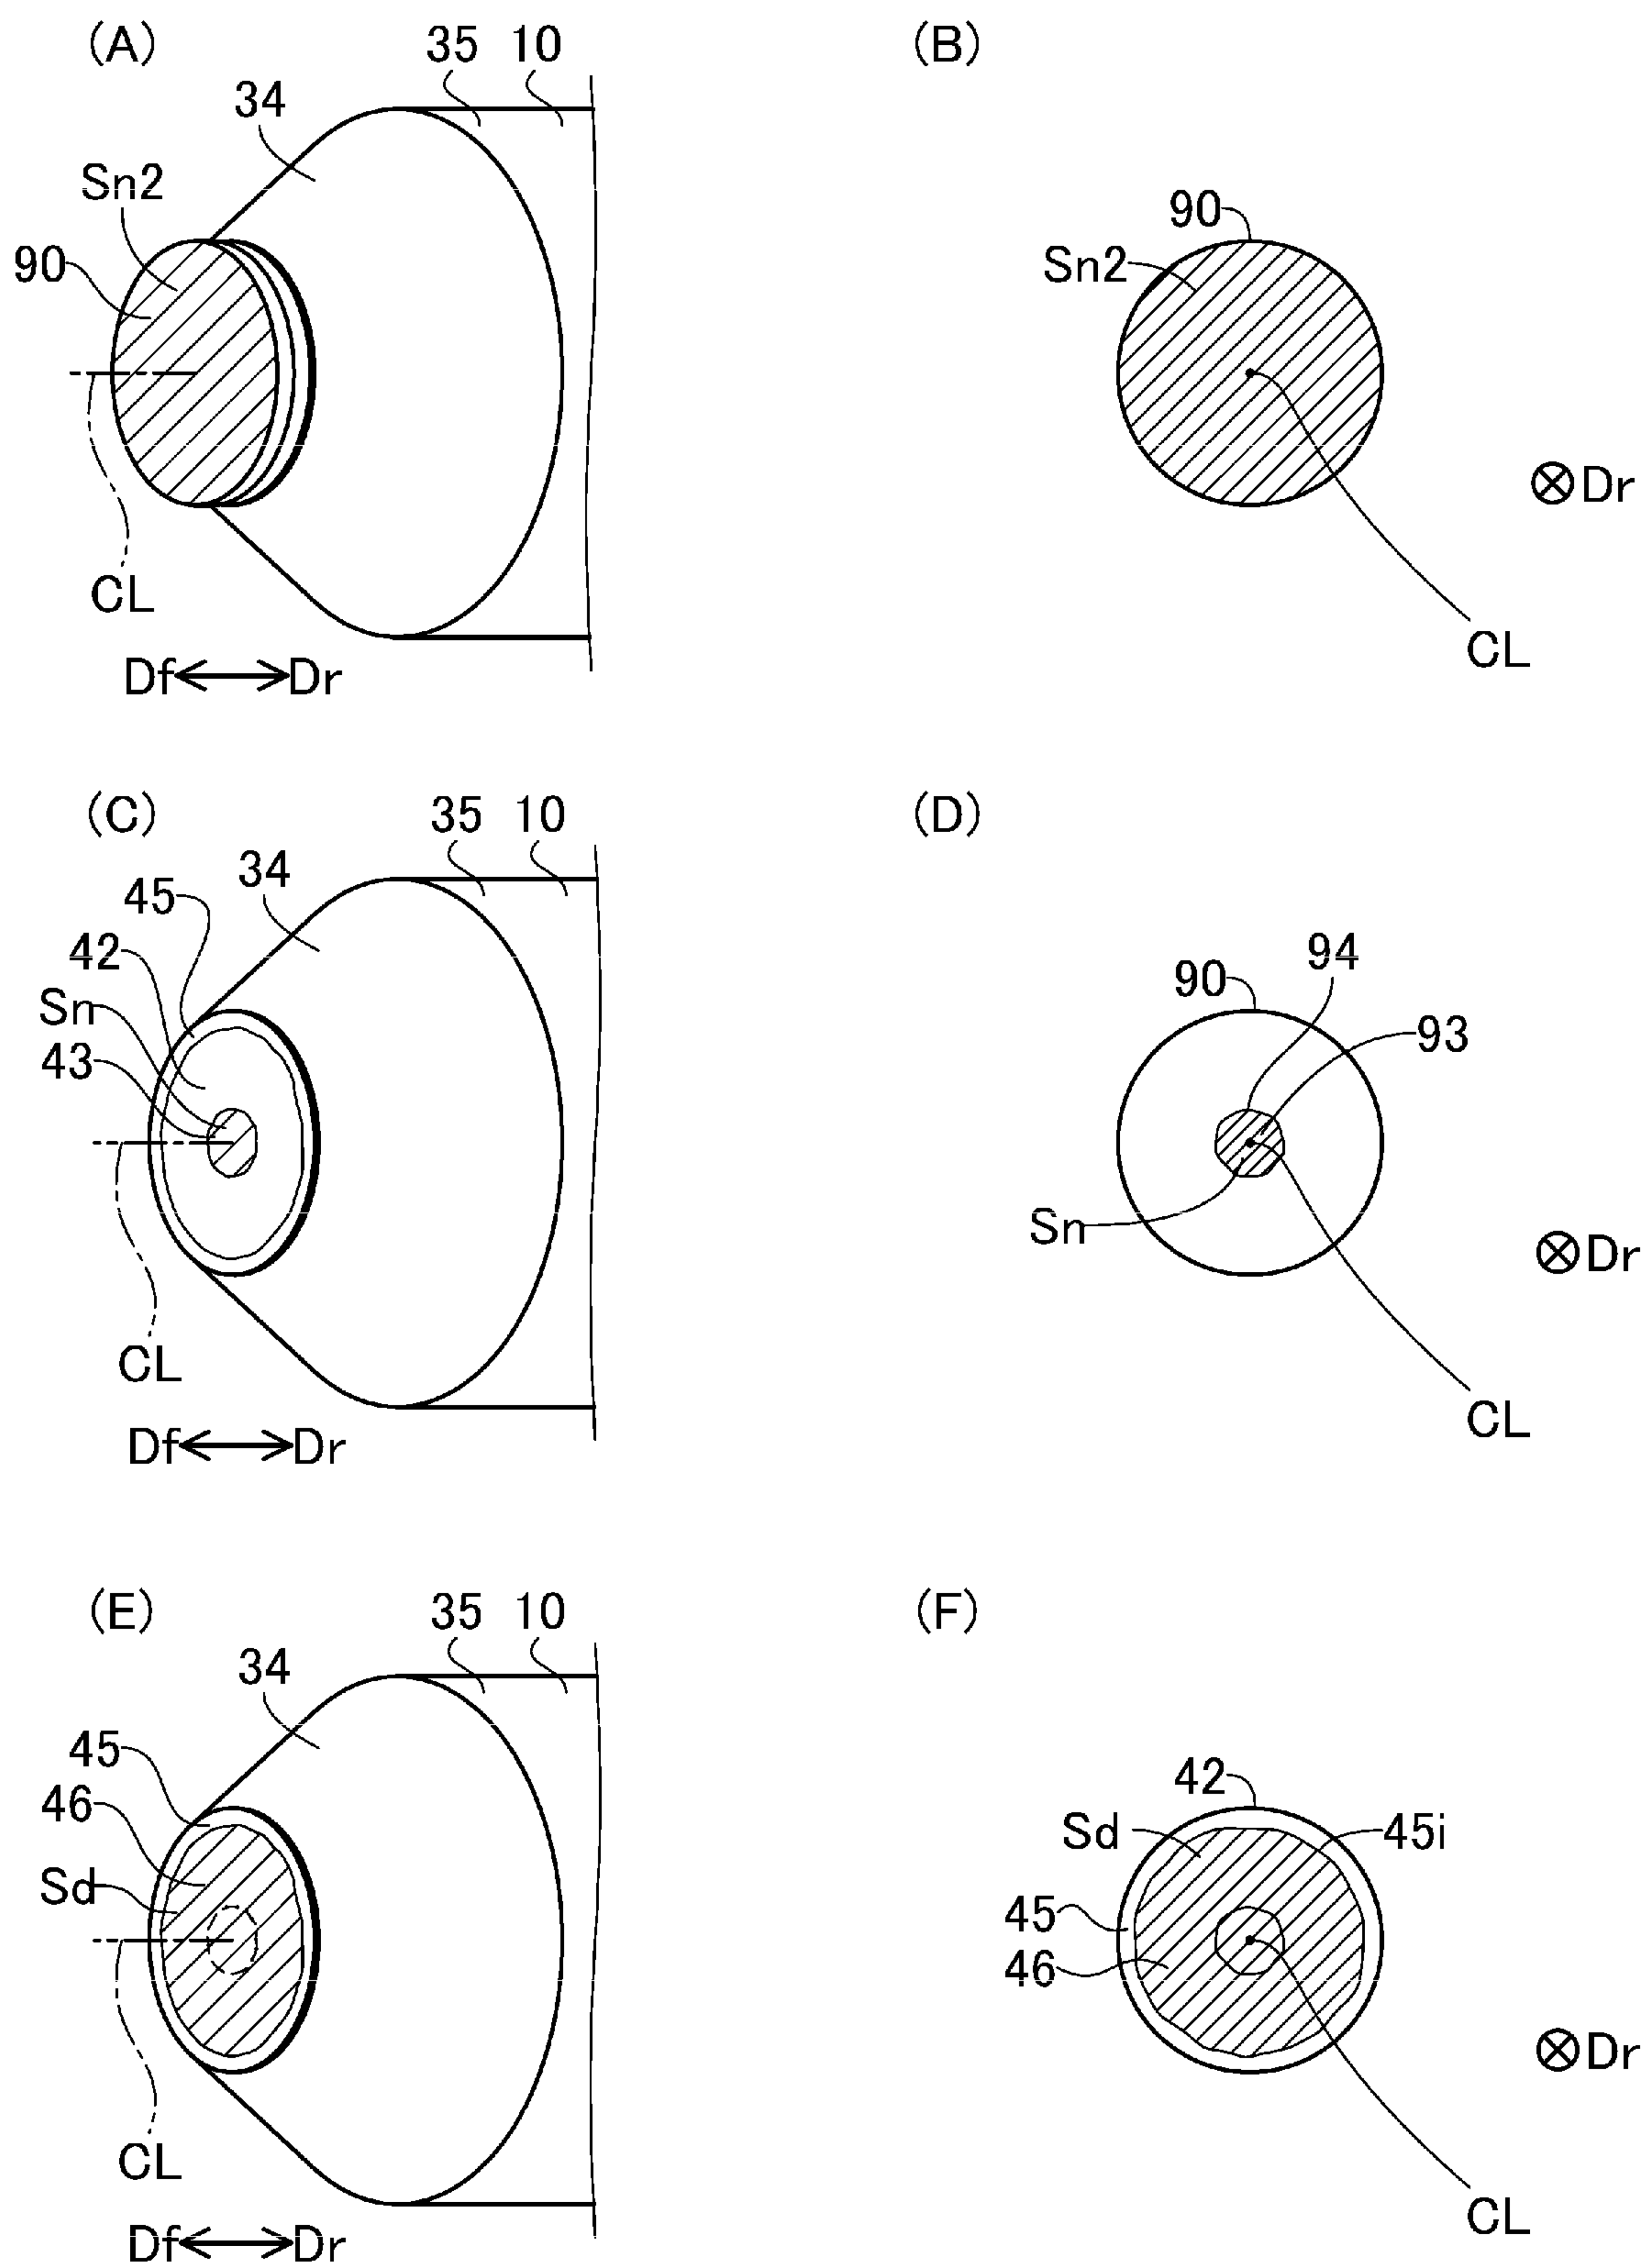 (A)
35 10
34
Sn2
90
CL
Df Dr
(B)
90
Sn2
Dr
CL
(C)
35 10
34
45
42
Sn
43
CL
Df Dr
(D)
94
90
93
Sn
Dr
CL
(E)
35 10
34
45
46
Sd
CL
Df Dr
(F)
42
Sd 45i
45
46
Dr
CL